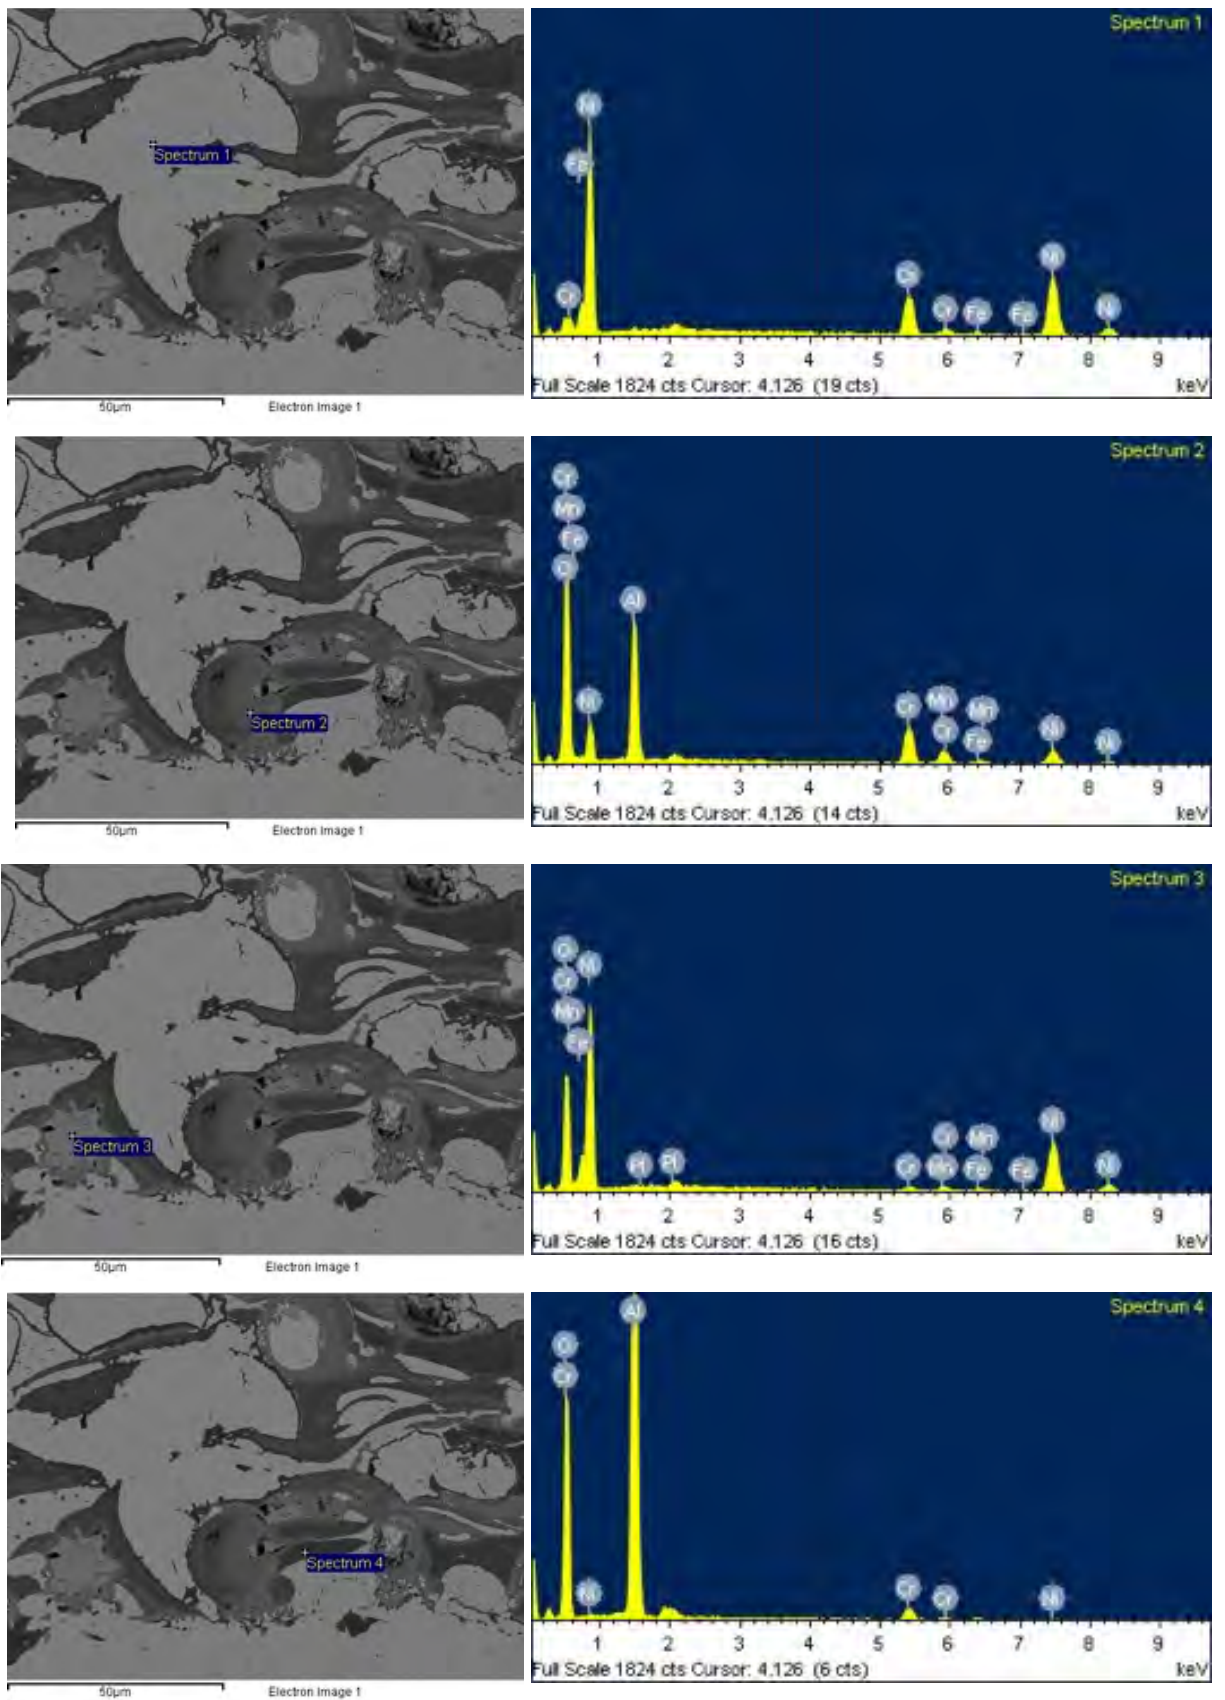 Spectrum 1
Spectrum 1
Ni
Fe
Cr
Cr
Cr
Fe
Fe
Ni
Ni
1 2 3 4 5 6 7 8 9
Full Scale 1824 cts Cursor: 4.126 (19 cts) keV
50µm Electron Image 1
Spectrum 2
Spectrum 2
Cr
Mn
Fe
O
Al
Ni
Cr
Mn
Cr
Mn
Fe
Ni
Ni
1 2 3 4 5 6 7 8 9
Full Scale 1824 cts Cursor: 4.126 (14 cts) keV
50µm Electron Image 1
Spectrum 3
Spectrum 3
O
Cr
Mn
Fe
Ni
Pt
Pt
Cr
Cr
Mn
Mn
Fe
Fe
Ni
Ni
1 2 3 4 5 6 7 8 9
Full Scale 1824 cts Cursor: 4.126 (16 cts) keV
50µm Electron Image 1
Spectrum 4
Spectrum 4
O
Cr
Ni
Al
Cr
Cr
Ni
1 2 3 4 5 6 7 8 9
Full Scale 1824 cts Cursor: 4.126 (6 cts) keV
50µm Electron Image 1